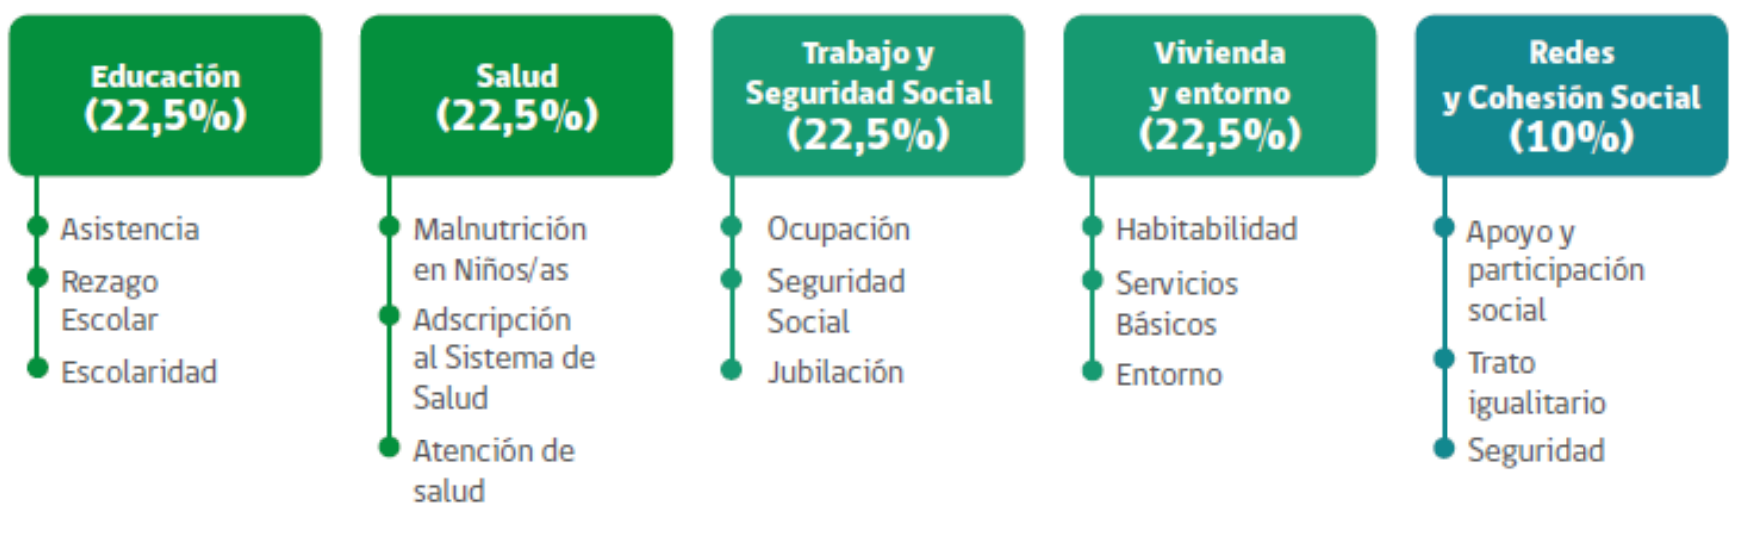 Educación
(22,5%)
Asistencia
Rezago
Escolar
Escolaridad
Salud
(22,5%)
Malnutrición
en Niños/as
Adscripción
al Sistema de
Salud
Atención de
salud
Trabajo y
Seguridad Social
(22,5%)
Ocupación
Seguridad
Social
Jubilación
Vivienda
y entorno
(22,5%)
Habitabilidad
Servicios
Básicos
Entorno
Redes
y Cohesión Social
(10%)
Apoyo y
participación
social
Trato
igualitario
Seguridad